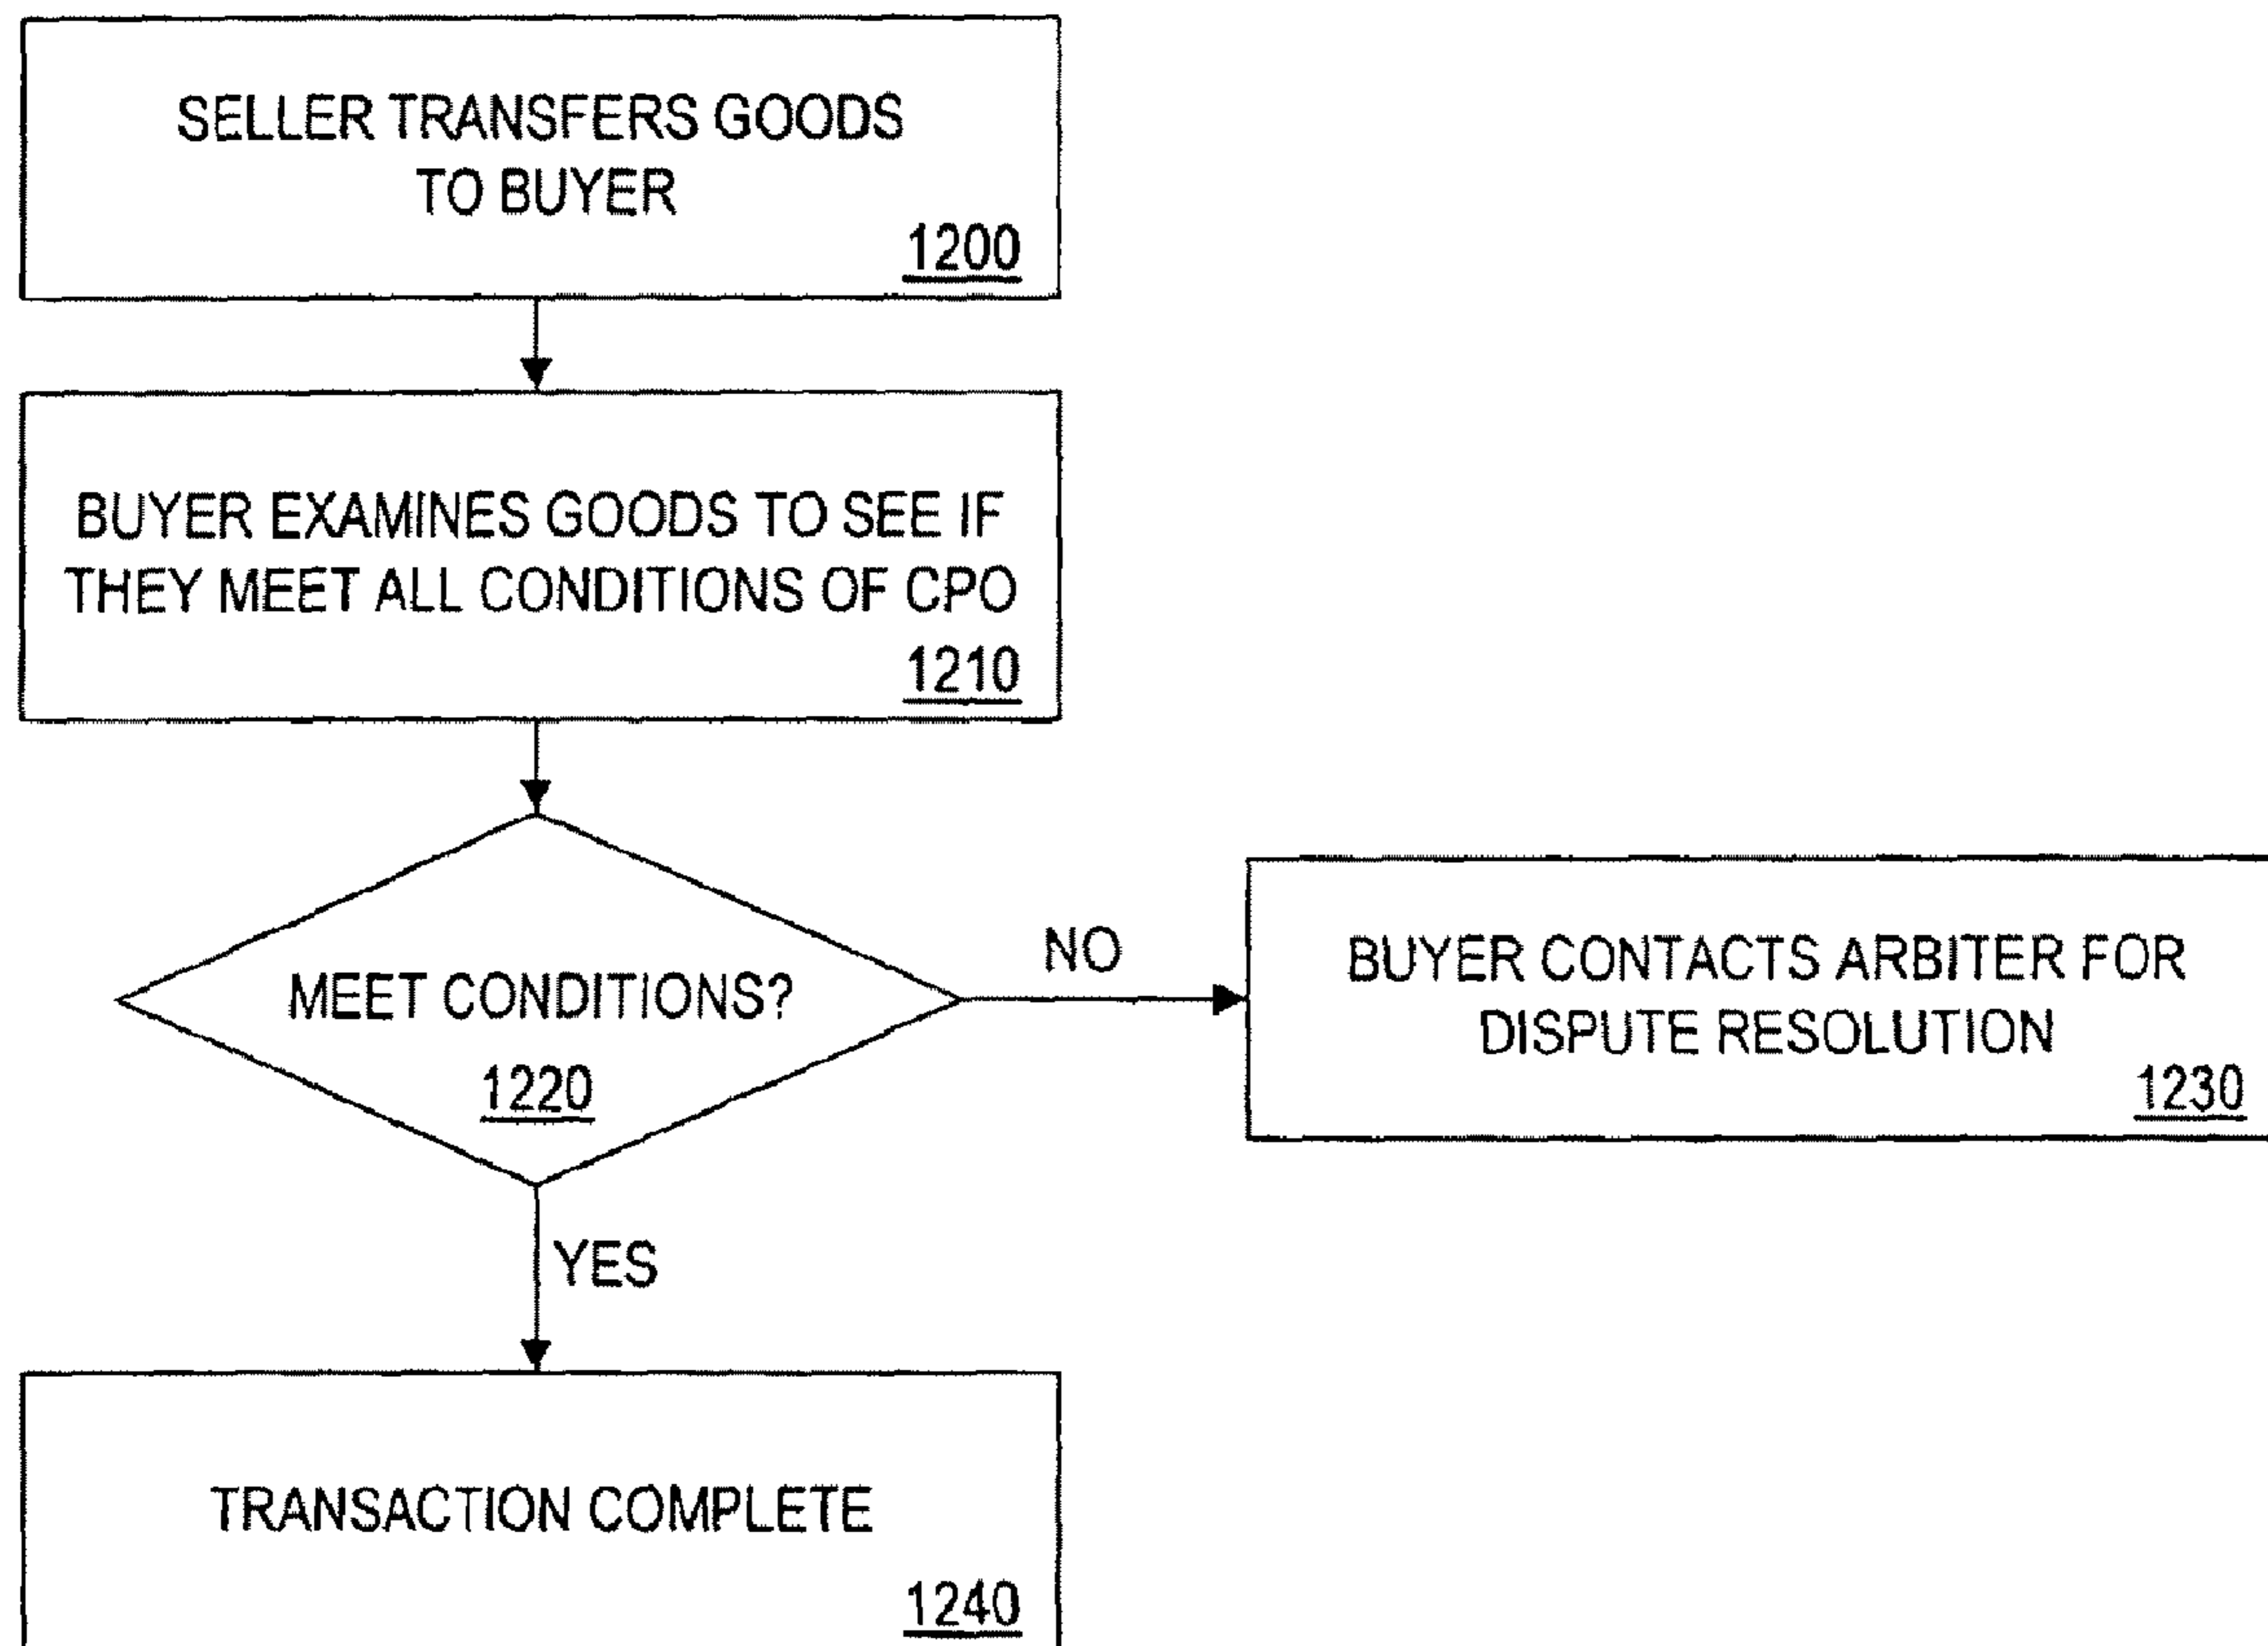 SELLER TRANSFERS GOODS
TO BUYER
1200
BUYER EXAMINES GOODS TO SEE IF
THEY MEET ALL CONDITIONS OF CPO
1210
MEET CONDITIONS?
1220
NO
BUYER CONTACTS ARBITER FOR
DISPUTE RESOLUTION
1230
YES
TRANSACTION COMPLETE
1240